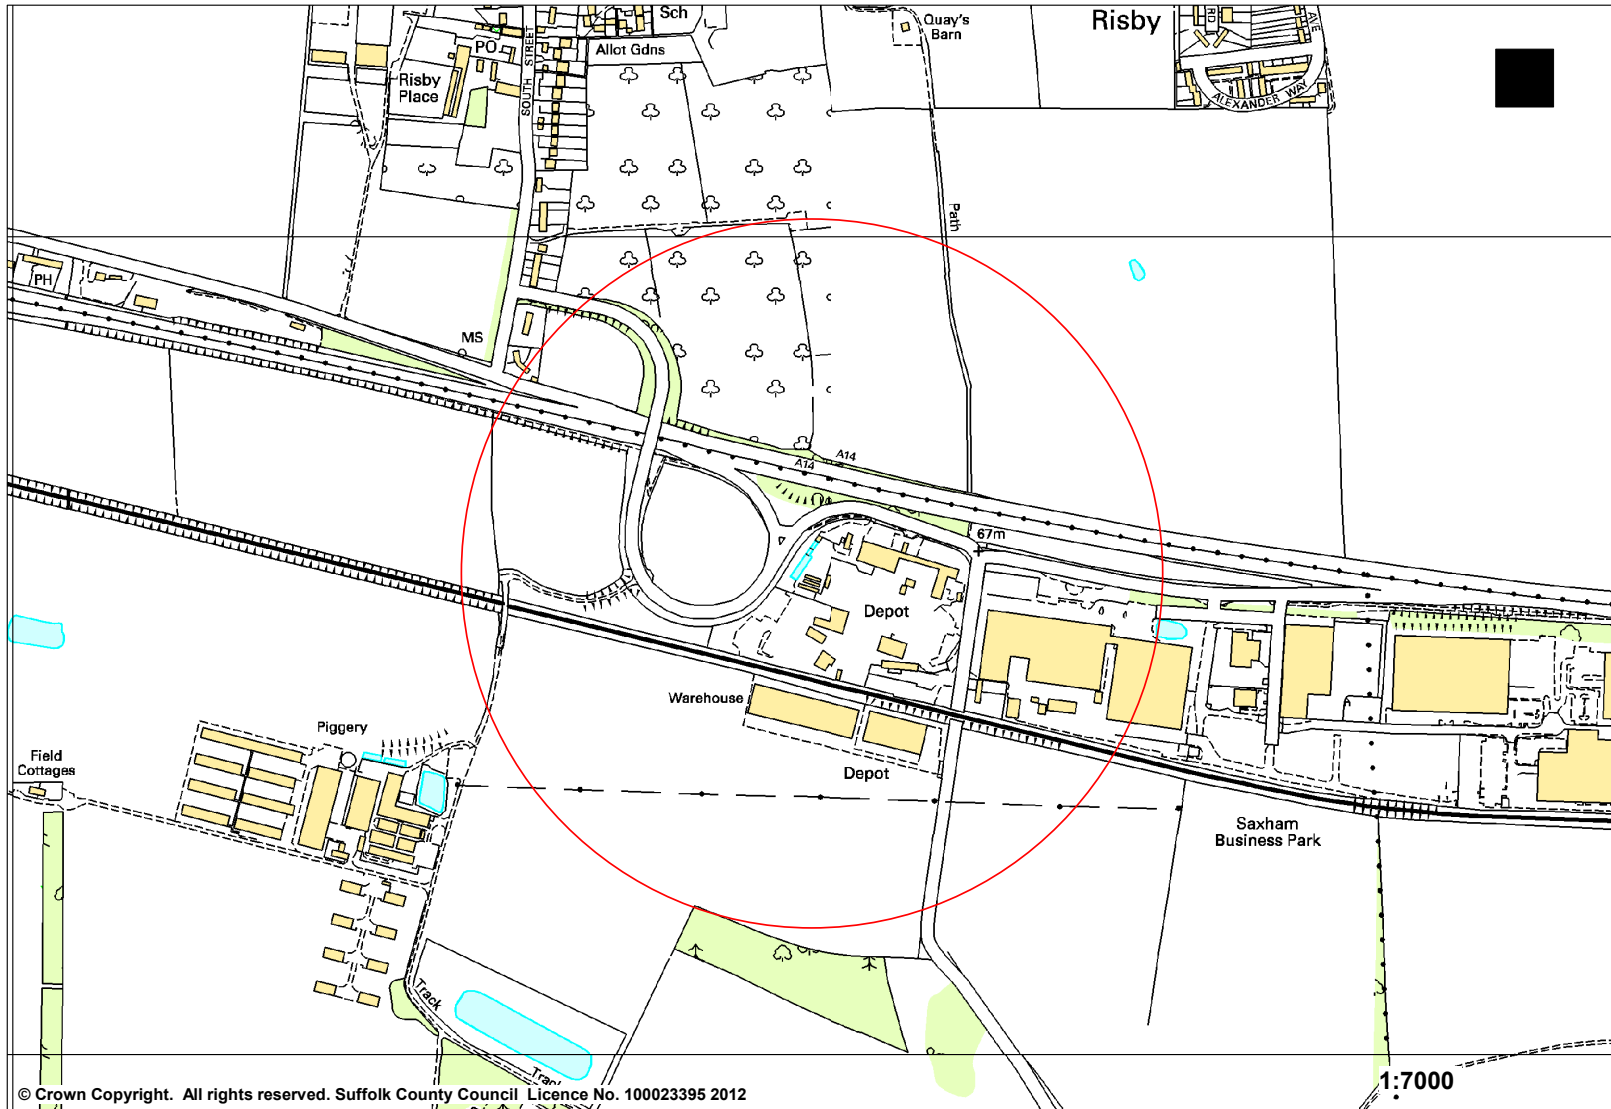 Sch
Risby
Quay's
Barn
RD
AVE
PO
SOUTH STREET
Allot Gdns
Risby
Place
ALEXANDER WAY
Path
PH
MS
A14
A14
67m
Depot
Warehouse
Piggery
Field
Cottages
Depot
Saxham
Business Park
Track
Track
1:7000
© Crown Copyright. All rights reserved. Suffolk County Council Licence No. 100023395 2012